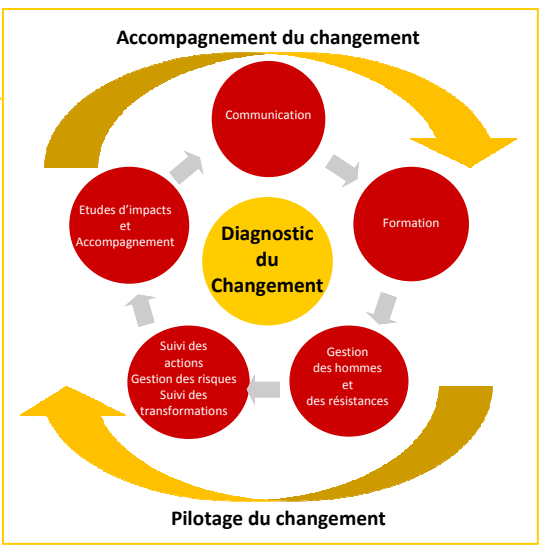 Accompagnement du changement
Communication
Formation
Gestion
des hommes
et
des résistances
Suivi des
actions
Gestion des risques
Suivi des
transformations
Etudes d'impacts
et
Accompagnement
Diagnostic
du
Changement
Pilotage du changement